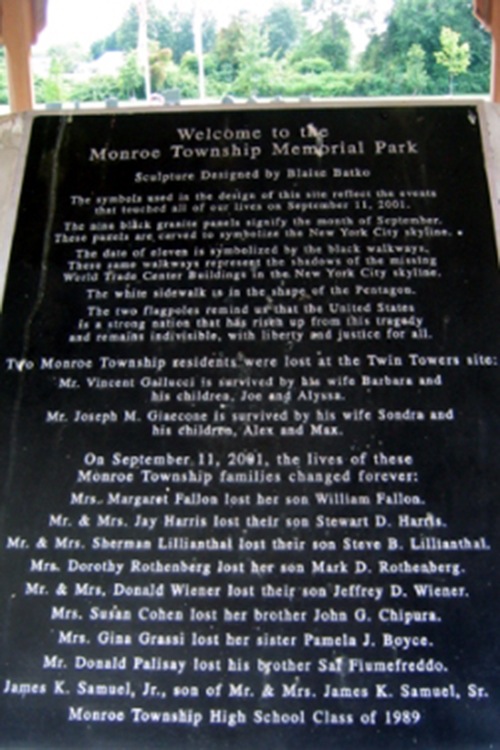 Welcome to the
Monroe Township Memorial Park
Sculpture Designed by Blaise Batko
The symbols used in the design of this site reflect the events
that touched all of our lives on September 11, 2001.
The nine black granite panels signify the month of September.
These panels are carved to symbolize the New York City skyline.
The date of eleven is symbolized by the black walkways.
These same walkways represent the shadows of the missing
World Trade Center Buildings in the New York City skyline.
The white sidewalk is in the shape of the Pentagon.
The two flagpoles remind us that the United States
is a strong nation that has risen up from this tragedy
and remains indivisible, with liberty and justice for all.
Two Monroe Township residents were lost at the Twin Towers site:
Mr. Vincent Gallucci is survived by his wife Barbara and
his children, Joe and Alyssa.
Mr. Joseph M. Giaccone is survived by his wife Sondra and
his children, Alex and Max.
On September 11, 2001, the lives of these
Monroe Township families changed forever:
Mrs. Margaret Fallon lost her son William Fallon.
Mr. & Mrs. Jay Harris lost their son Stewart D. Harris.
Mr. & Mrs. Sherman Lillianthal lost their son Steve B. Lillianthal.
Mrs. Dorothy Rothenberg lost her son Mark D. Rothenberg.
Mr. & Mrs. Donald Wiener lost their son Jeffrey D. Wiener.
Mrs. Susan Cohen lost her brother John G. Chipura.
Mrs. Gina Grassi lost her sister Pamela J. Boyce.
Mr. Donald Palisay lost his brother Sal Fiumefreddo.
James K. Samuel, Jr., son of Mr. & Mrs. James K. Samuel, Sr.
Monroe Township High School Class of 1989